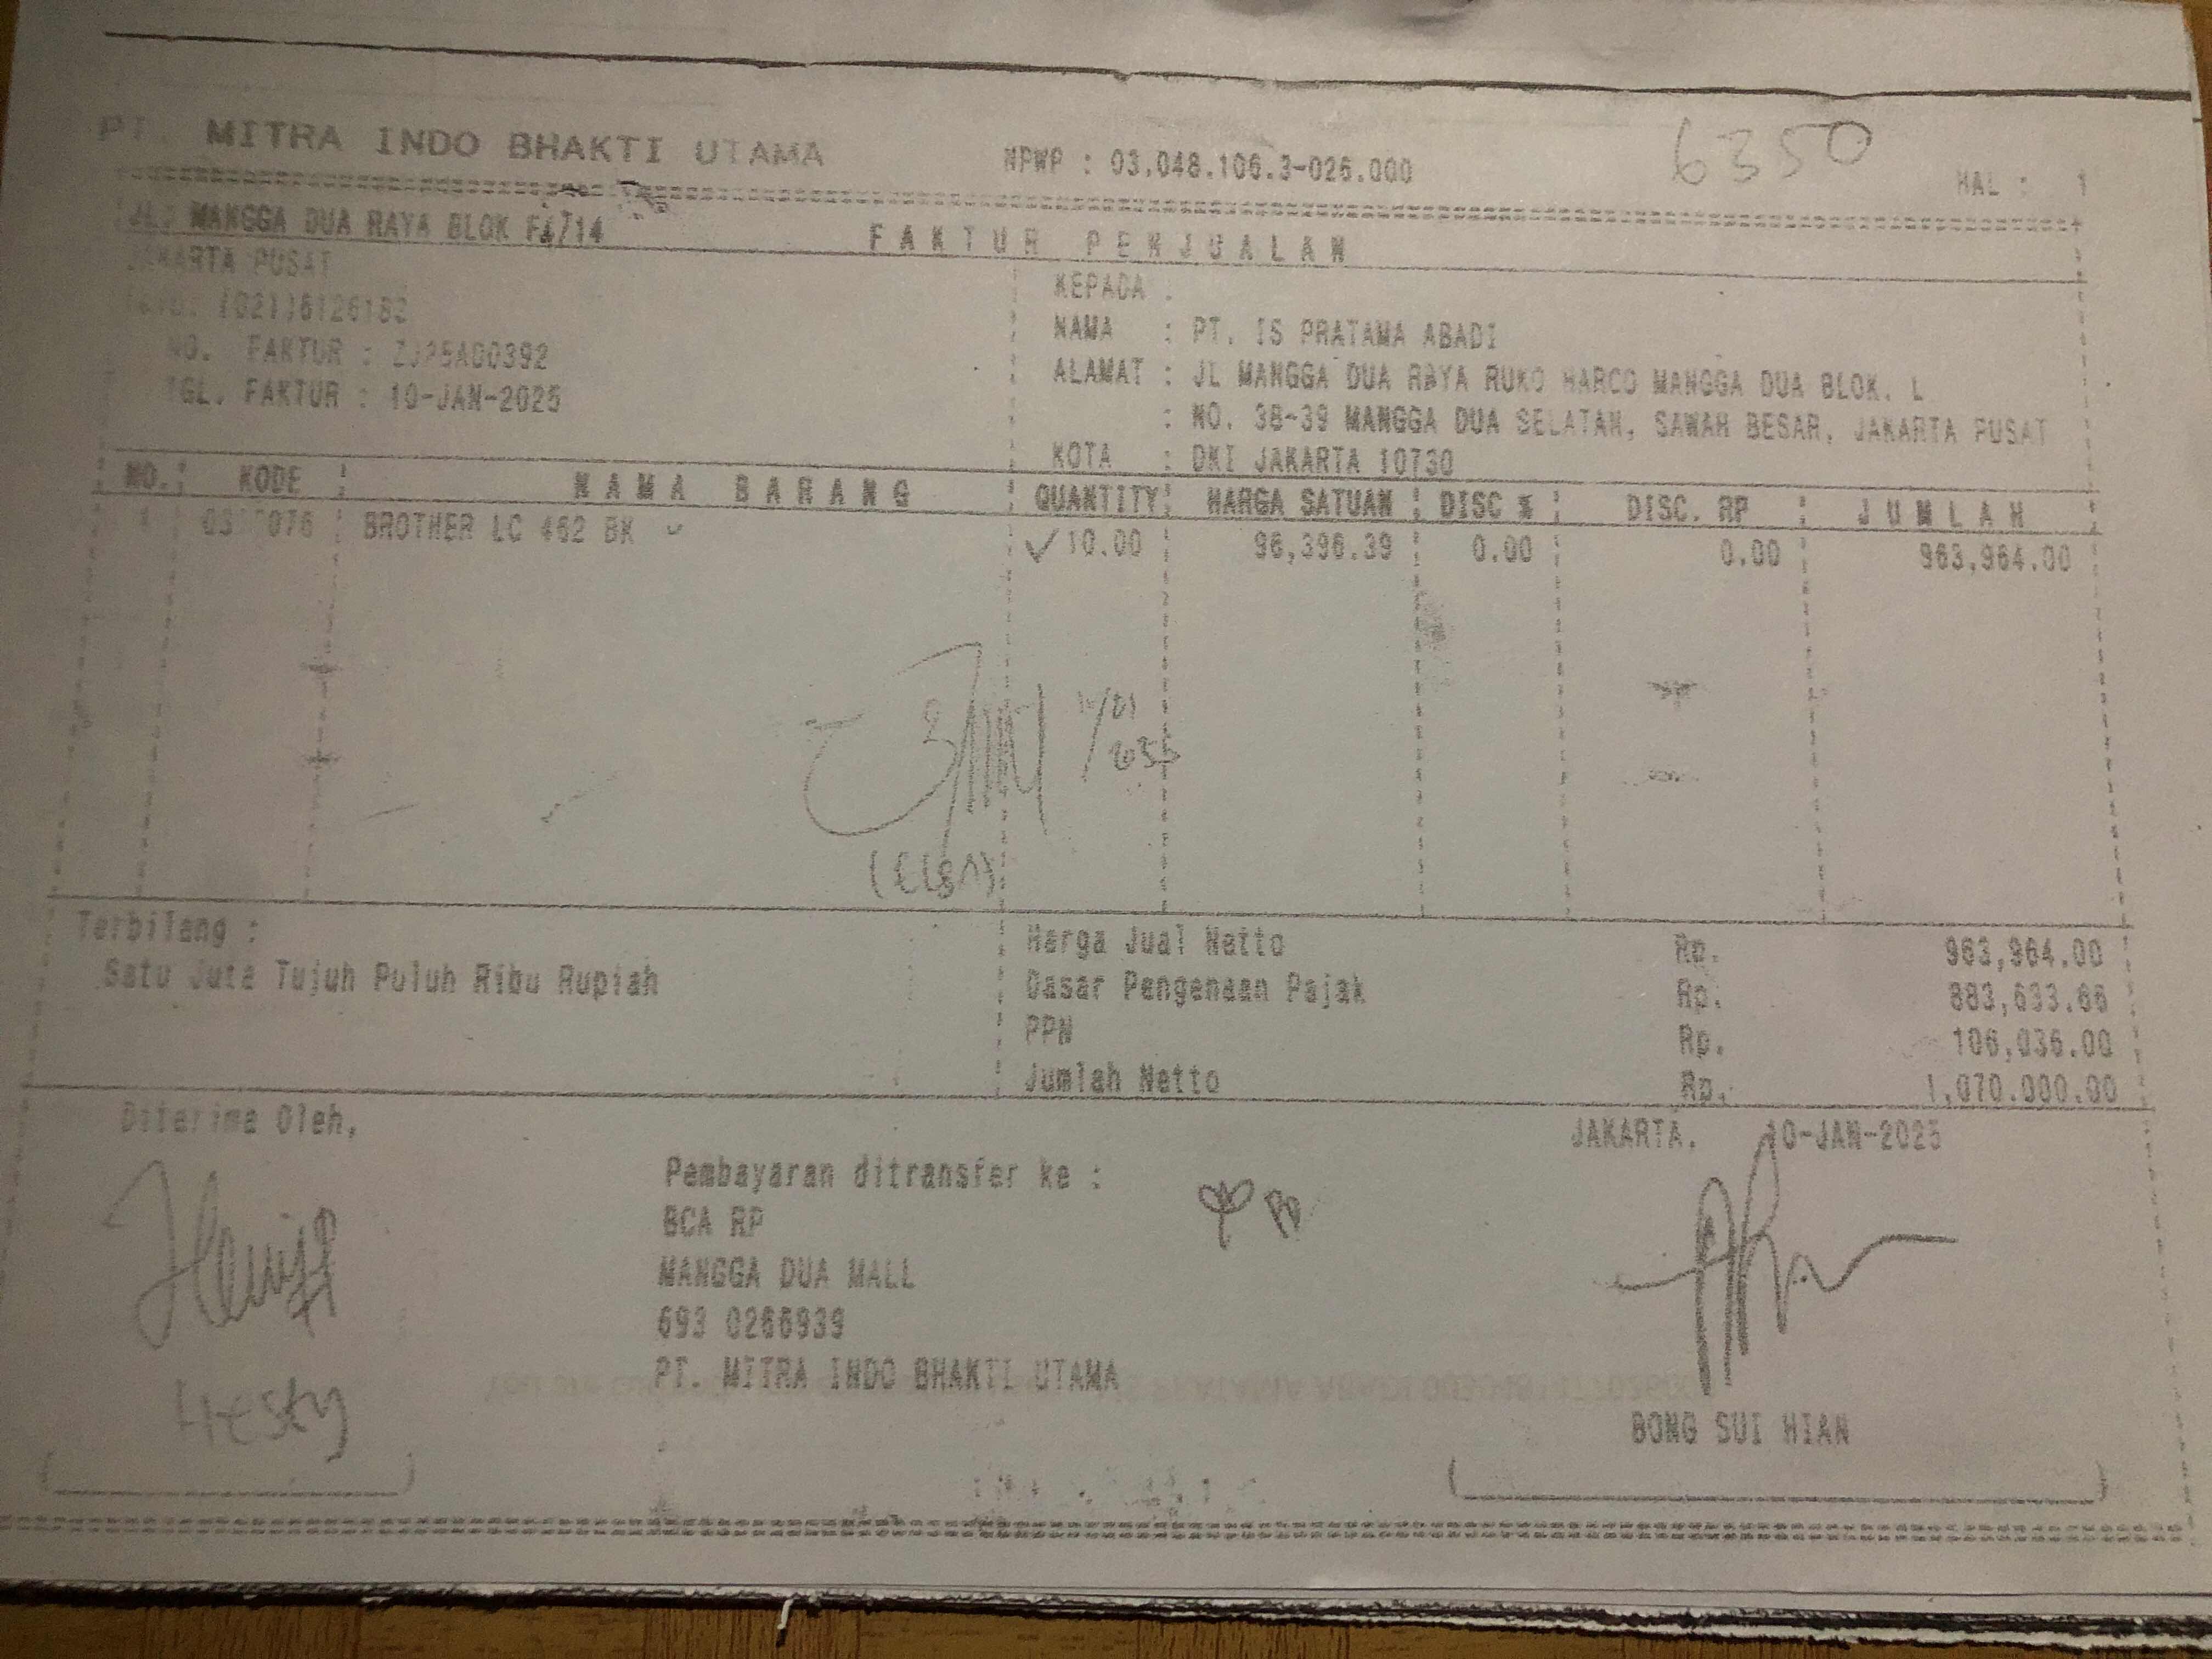 PT. MITRA INDO BHAKTI UTAMA
NPWP : 03.048.106.3-026.000
6350
HAL : 1
JL. MANGGA DUA RAYA BLOK F4/14
FAKTUR PENJUALAN
JAKARTA PUSAT
(021)6126182
NO. FAKTUR : ZJ25A00392
TGL. FAKTUR : 10-JAN-2025
KEPADA :
NAMA : PT. IS PRATAMA ABADI
ALAMAT : JL MANGGA DUA RAYA RUKO HARCO MANGGA DUA BLOK. L
: NO. 38-39 MANGGA DUA SELATAN, SAWAH BESAR, JAKARTA PUSAT
KOTA : DKI JAKARTA 10730
NO. KODE NAMA BARANG QUANTITY HARGA SATUAN DISC % DISC. RP JUMLAH
1 BROTHER LC 462 BK 10.00 96,396.39 0.00 0.00 963,964.00
(Elsa)
Terbilang :
Satu Juta Tujuh Puluh Ribu Rupiah
Harga Jual Netto Rp. 963,964.00
Dasar Pengenaan Pajak Rp. 883,633.66
PPN Rp. 106,036.00
Jumlah Netto Rp. 1,070.000.00
Diterima Oleh,
JAKARTA, 10-JAN-2025
Pembayaran ditransfer ke :
BCA RP
MANGGA DUA MALL
693 0266939
PT. MITRA INDO BHAKTI UTAMA
Hesty
BONG SUI HIAN